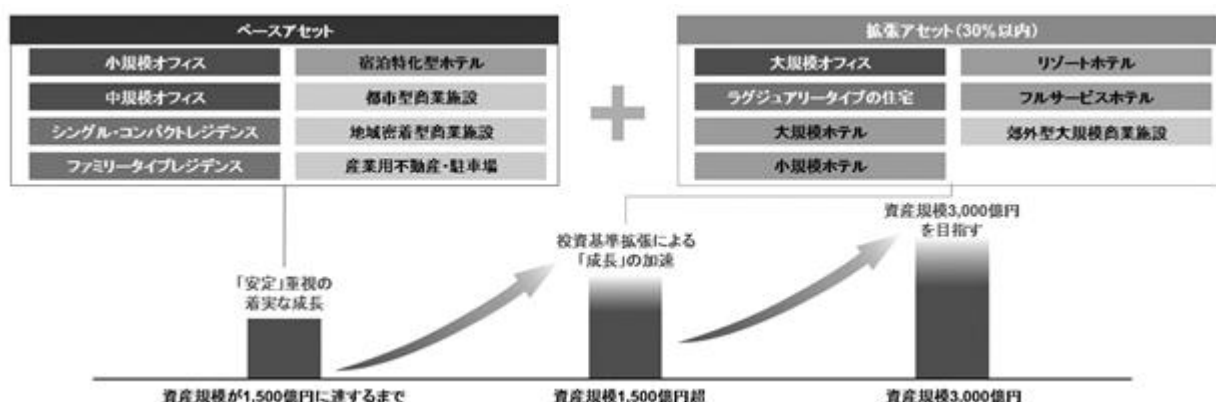 ベースアセット
小規模オフィス
中規模オフィス
シングル・コンパクトレジデンス
ファミリータイプレジデンス
宿泊特化型ホテル
都市型商業施設
地域密着型商業施設
産業用不動産・駐車場
拡張アセット(30%以内)
大規模オフィス
ラグジュアリータイプの住宅
大規模ホテル
小規模ホテル
リゾートホテル
フルサービスホテル
郊外型大規模商業施設
「安定」重視の
着実な成長
投資基準拡張による
「成長」の加速
資産規模3,000億円
を目指す
資産規模が1,500億円に達するまで
資産規模1,500億円超
資産規模3,000億円